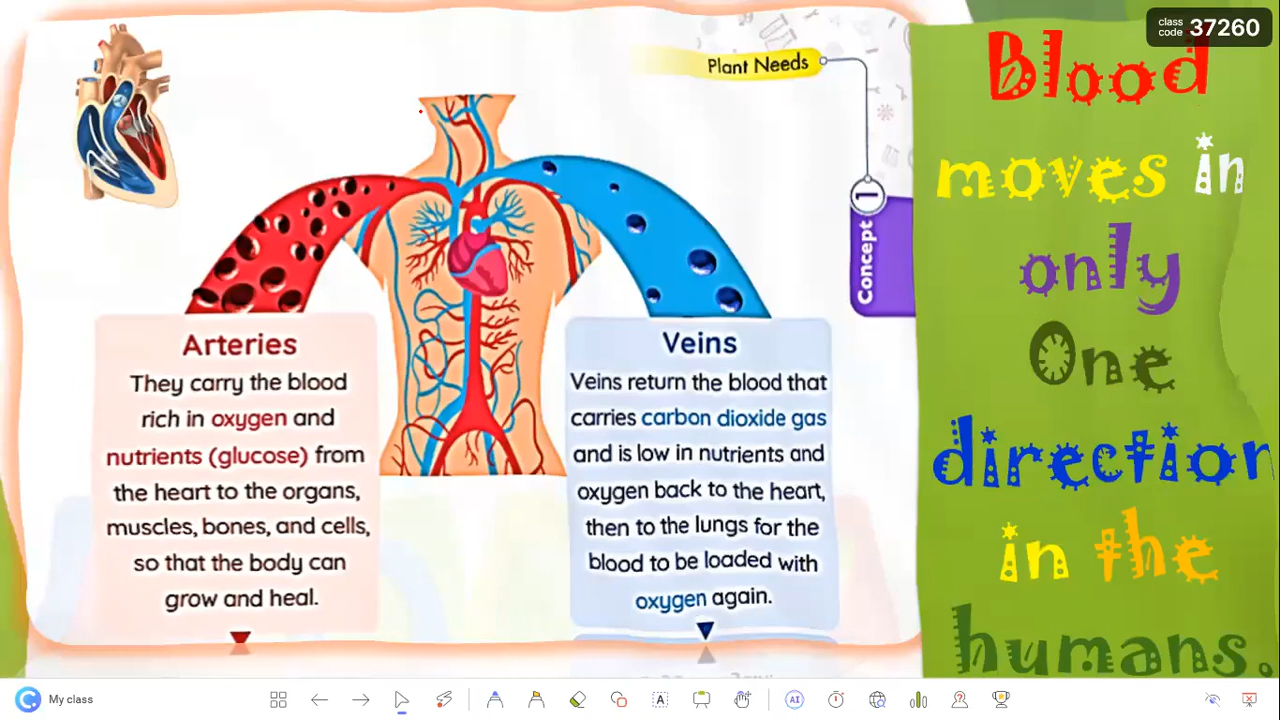 class
code 37260
Plant Needs
1
Concept
Arteries
They carry the blood
rich in oxygen and
nutrients (glucose) from
the heart to the organs,
muscles, bones, and cells,
so that the body can
grow and heal.
Veins
Veins return the blood that
carries carbon dioxide gas
and is low in nutrients and
oxygen back to the heart,
then to the lungs for the
blood to be loaded with
oxygen again.
Blood
moves in
only
One
direction
in the
humans.
My class
A
AI